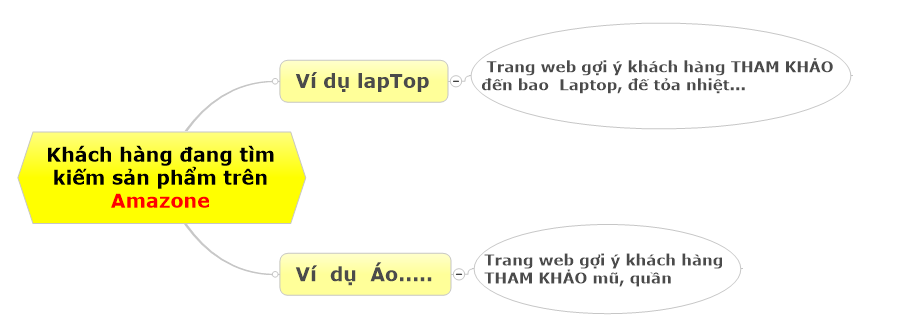 Ví dụ lapTop
Trang web gợi ý khách hàng THAM KHẢO
đến bao Laptop, đế tỏa nhiệt...
Khách hàng đang tìm
kiếm sản phẩm trên
Amazone
Ví dụ Áo.....
Trang web gợi ý khách hàng
THAM KHẢO mũ, quần